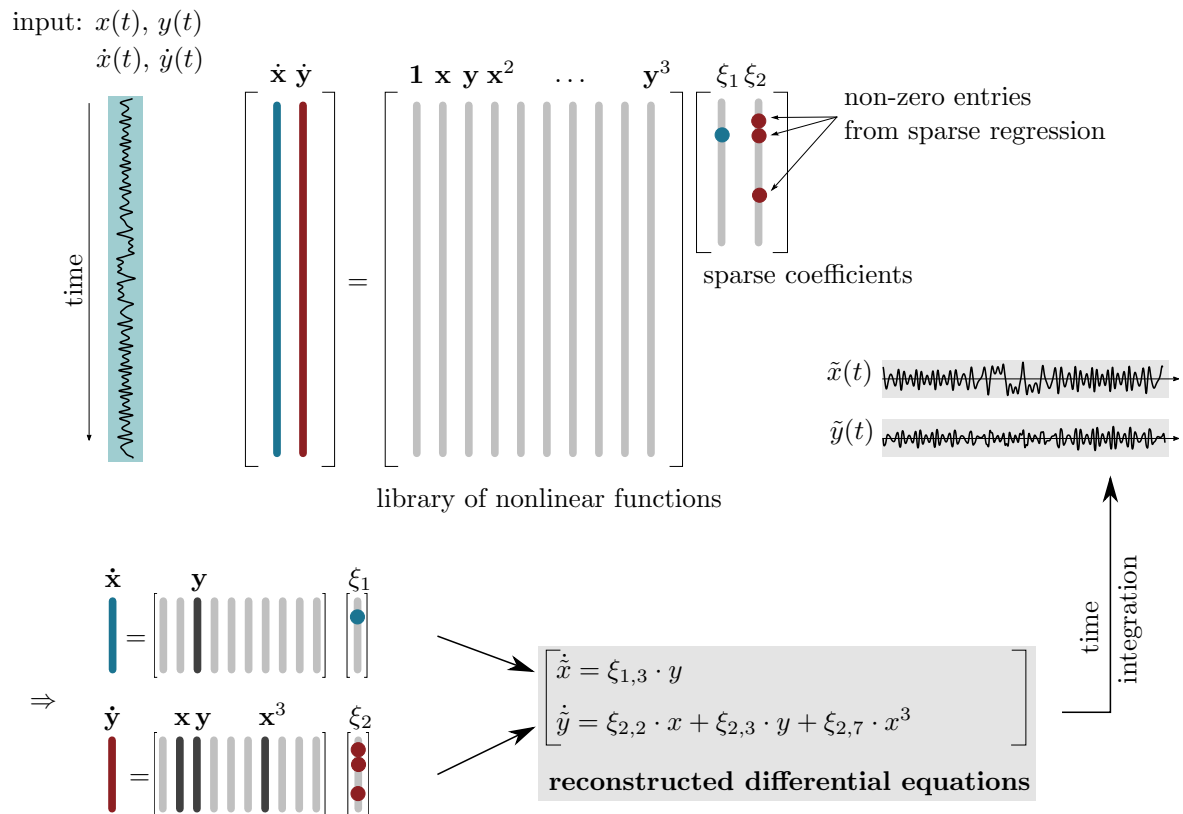 input: x(t), y(t)
ẋ(t), ẏ(t)
time
ẋ ẏ
=
1 x y x² … y³
ξ₁ ξ₂
non-zero entries
from sparse regression
sparse coefficients
library of nonlinear functions
x̃(t)
ỹ(t)
time
integration
⇒
ẋ = y ξ₁
ẏ = x y x³ ξ₂
x̃̇ = ξ₁,₃ · y
ỹ̇ = ξ₂,₂ · x + ξ₂,₃ · y + ξ₂,₇ · x³
reconstructed differential equations